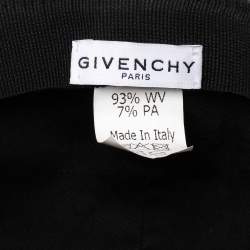 GIVENCHY
PARIS
93% WV
7% PA
Made In Italy